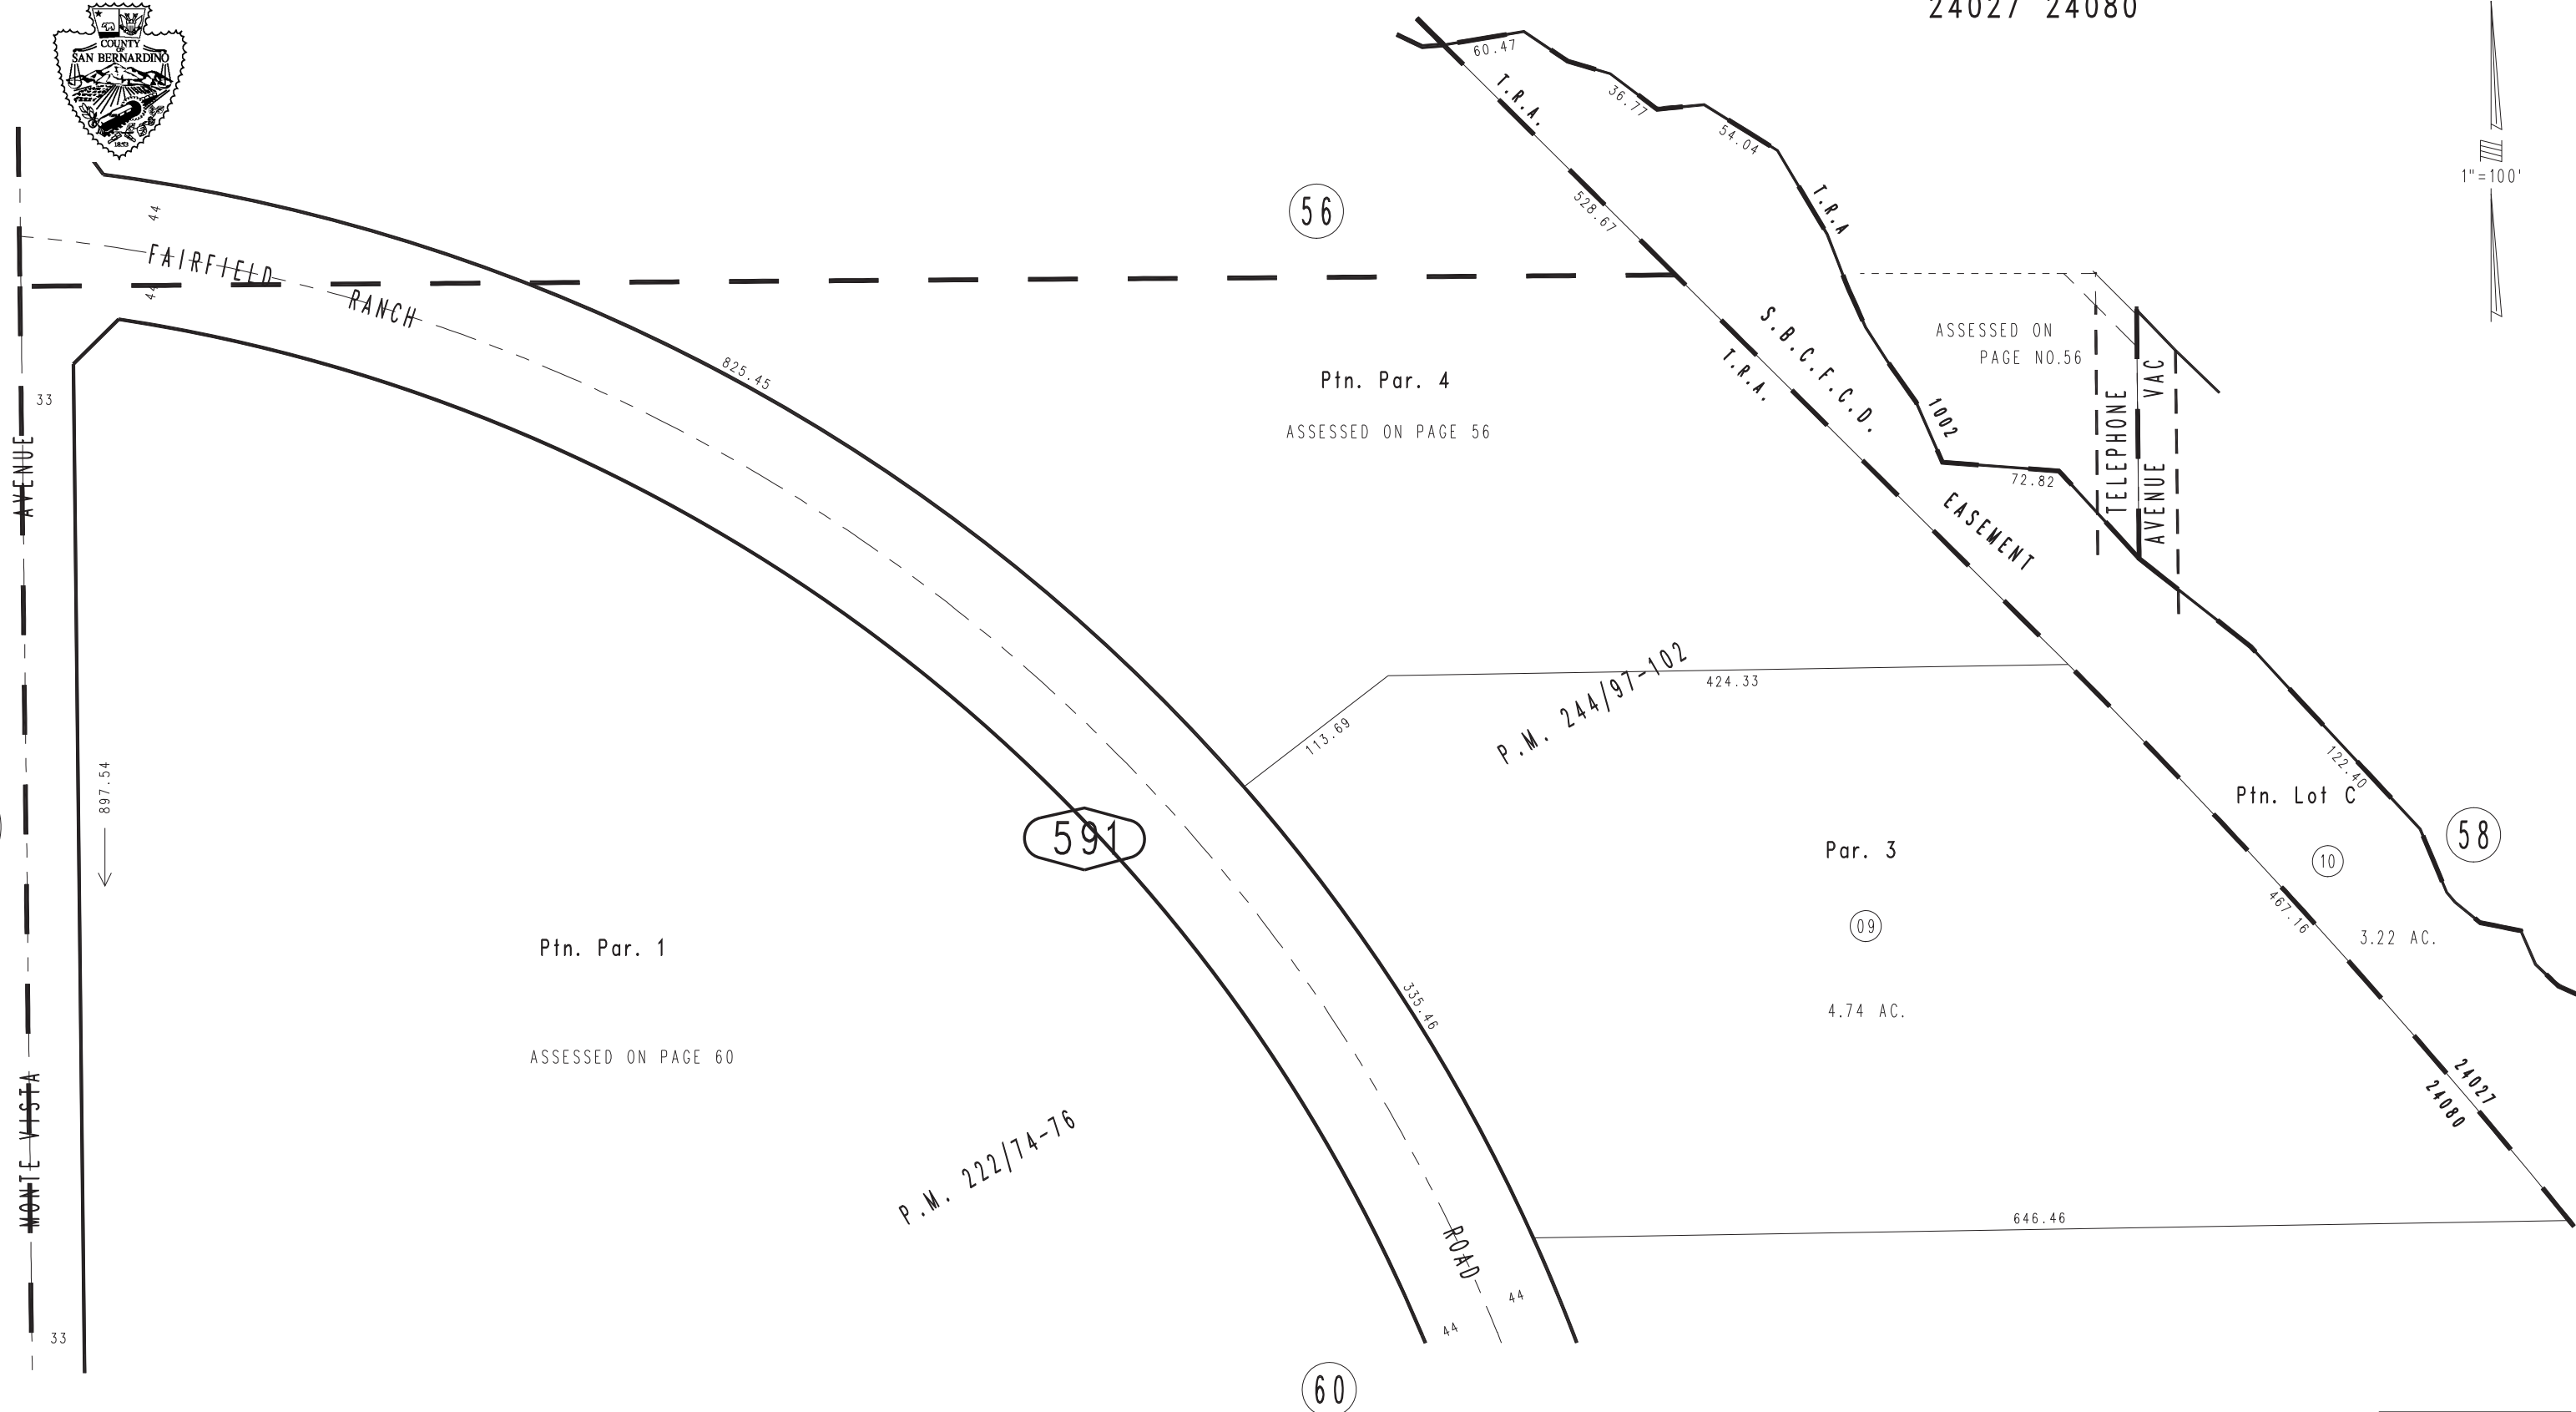 24027 24080
COUNTY
OF
SAN BERNARDINO
1853
1"=100'
60.47
T.R.A.
36.77
54.04
T.R.A
528.67
56
44
FAIRFIELD
RANCH
44
825.45
33
AVENUE
Ptn. Par. 4
ASSESSED ON PAGE 56
S.B.C.F.C.D.
T.R.A.
EASEMENT
1002
72.82
ASSESSED ON
PAGE NO.56
TELEPHONE
AVENUE VAC
424.33
113.69
P.M. 244/97-102
122.40
Ptn. Lot C
10
3.22 AC.
58
467.16
897.54
591
Par. 3
09
4.74 AC.
335.46
Ptn. Par. 1
ASSESSED ON PAGE 60
P.M. 222/74-76
24027
24080
MONTE VISTA
646.46
ROAD
44
44
33
60